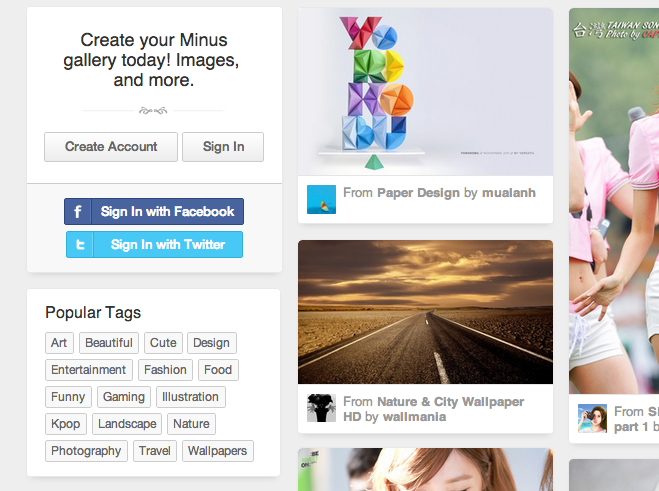 Create your Minus
gallery today! Images,
and more.
Create Account
Sign In
f Sign In with Facebook
t Sign In with Twitter
Popular Tags
Art Beautiful Cute Design
Entertainment Fashion Food
Funny Gaming Illustration
Kpop Landscape Nature
Photography Travel Wallpapers
From Paper Design by mualanh
From Nature & City Wallpaper
HD by wallmania
台灣 TAIWAN SON
Photo by
part 1 b